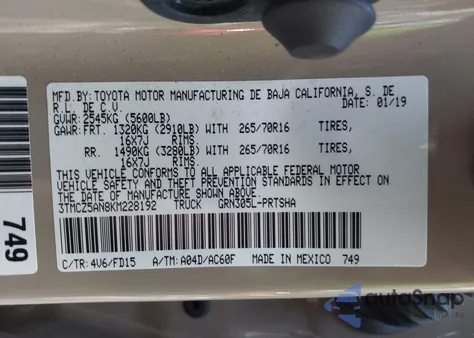 MFD.BY:TOYOTA MOTOR MANUFACTURING DE BAJA CALIFORNIA, S. DE
R.L. DE C.V. DATE: 01/19
GVWR:2545KG (5600LB)
GAWR:FRT. 1320KG (2910LB) WITH 265/70R16 TIRES,
16X7J RIMS.
RR. 1490KG (3280LB) WITH 265/70R16 TIRES,
16X7J RIMS.
THIS VEHICLE CONFORMS TO ALL APPLICABLE FEDERAL MOTOR
VEHICLE SAFETY AND THEFT PREVENTION STANDARDS IN EFFECT ON
THE DATE OF MANUFACTURE SHOWN ABOVE.
3TMCZ5AN8KM228192 TRUCK GRN305L-PRTSHA
C/TR: 4V6/FD15 A/TM: A04D/AC60F MADE IN MEXICO 749
749
autoSnap